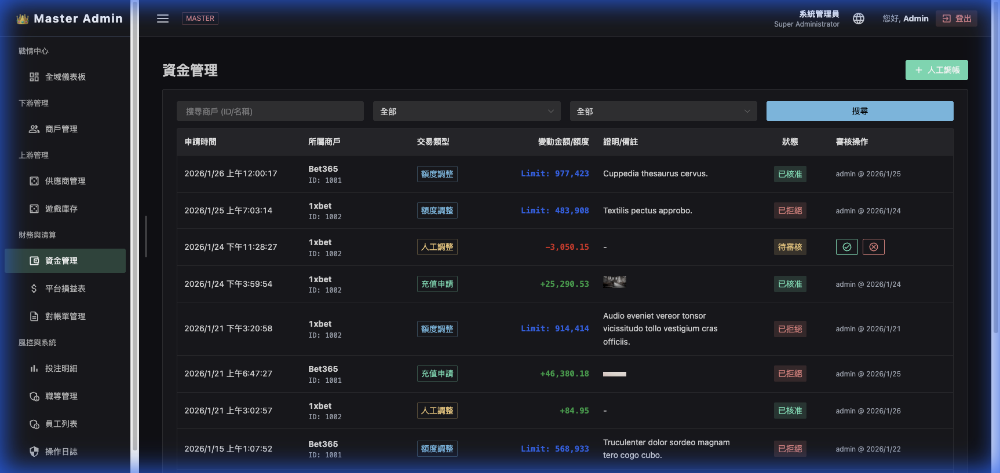 Master Admin
MASTER
系統管理員
Super Administrator
您好, Admin
登出
戰情中心
全域儀表板
下游管理
商戶管理
上游管理
供應商管理
遊戲庫存
財務與清算
資金管理
平台損益表
對帳單管理
風控與系統
投注明細
職等管理
員工列表
操作日誌
資金管理
人工調帳
搜尋商戶 (ID/名稱)
全部
全部
搜尋
申請時間 所屬商戶 交易類型 變動金額/額度 證明/備註 狀態 審核操作
2026/1/26 上午12:00:17 Bet365 ID: 1001 額度調整 Limit: 977,423 Cuppedia thesaurus cervus. 已核准 admin @ 2026/1/25
2026/1/25 上午7:03:14 1xbet ID: 1002 額度調整 Limit: 483,908 Textilis pectus approbo. 已拒絕 admin @ 2026/1/24
2026/1/24 下午11:28:27 1xbet ID: 1002 人工調整 -3,050.15 - 待審核
2026/1/24 下午3:59:54 1xbet ID: 1002 充值申請 +25,290.53 已核准 admin @ 2026/1/24
2026/1/21 下午3:20:58 1xbet ID: 1002 額度調整 Limit: 914,414 Audio eveniet vereor tonsor vicissitudo tollo vestigium cras officiis. 已拒絕 admin @ 2026/1/21
2026/1/21 上午6:47:27 Bet365 ID: 1001 充值申請 +46,380.18 已拒絕 admin @ 2026/1/25
2026/1/21 上午3:02:57 1xbet ID: 1002 人工調整 +84.95 - 已核准 admin @ 2026/1/26
2026/1/15 上午1:07:52 Bet365 ID: 1001 額度調整 Limit: 568,933 Truculenter dolor sordeo magnam tero cogo cubo. 已拒絕 admin @ 2026/1/22